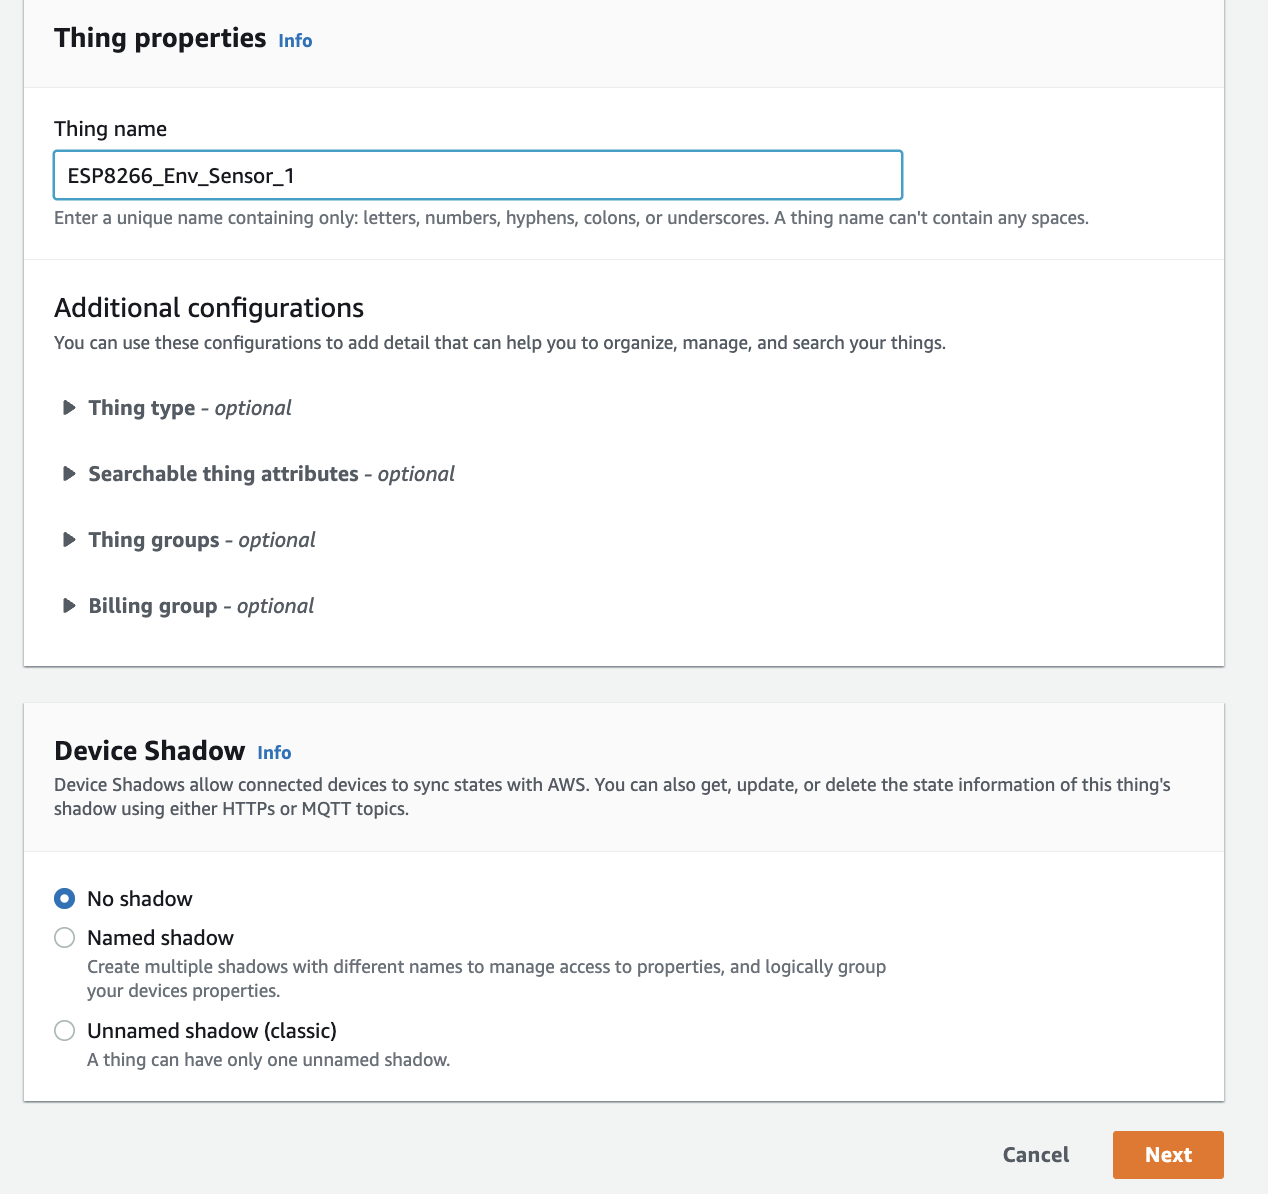 Thing properties Info
Thing name
ESP8266_Env_Sensor_1
Enter a unique name containing only: letters, numbers, hyphens, colons, or underscores. A thing name can't contain any spaces.
Additional configurations
You can use these configurations to add detail that can help you to organize, manage, and search your things.
Thing type - optional
Searchable thing attributes - optional
Thing groups - optional
Billing group - optional
Device Shadow Info
Device Shadows allow connected devices to sync states with AWS. You can also get, update, or delete the state information of this thing's
shadow using either HTTPs or MQTT topics.
No shadow
Named shadow
Create multiple shadows with different names to manage access to properties, and logically group
your devices properties.
Unnamed shadow (classic)
A thing can have only one unnamed shadow.
Cancel Next